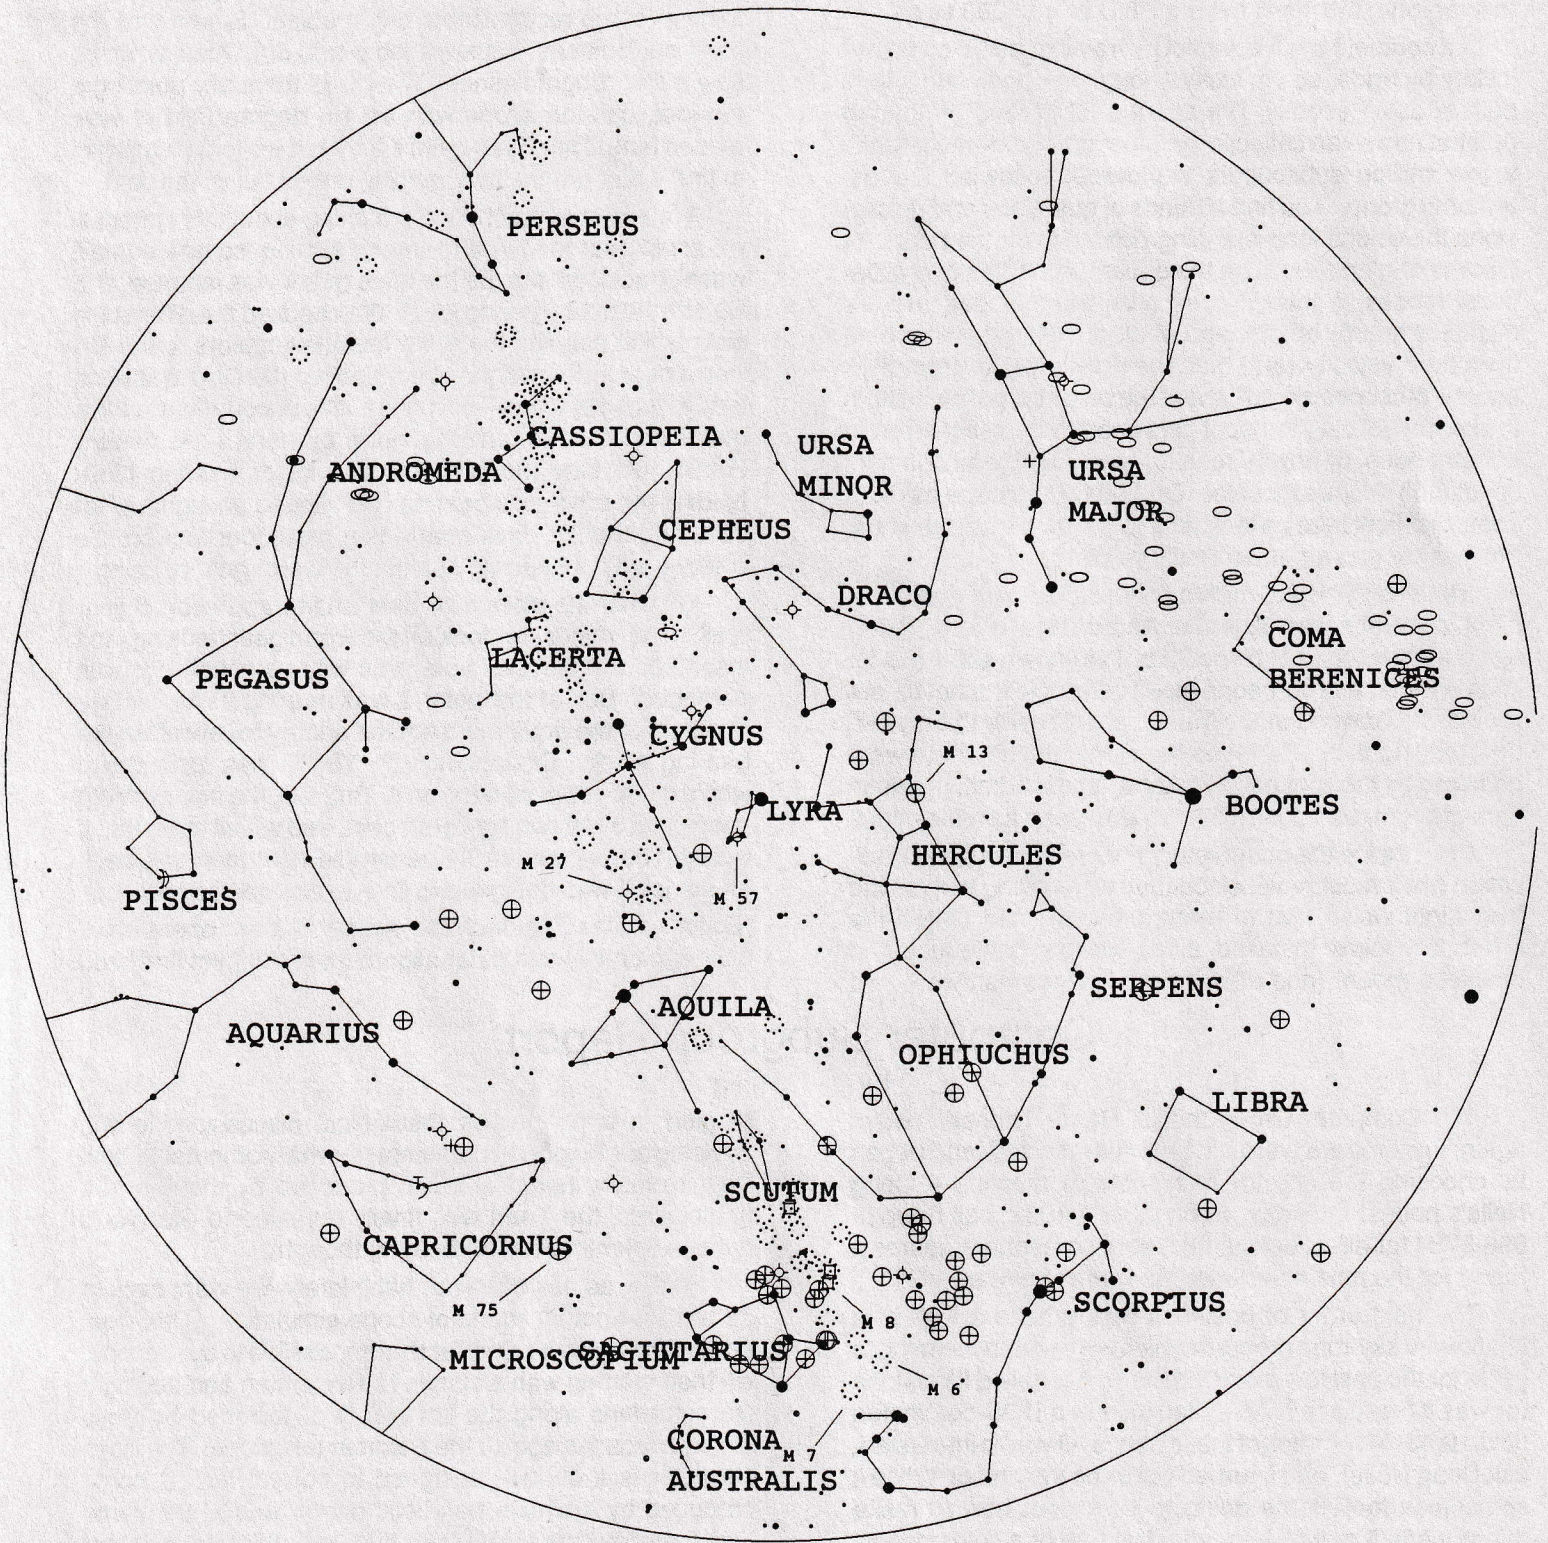 PERSEUS
CASSIOPEIA
URSA
MINOR
ANDROMEDA
URSA
MAJOR
CEPHEUS
DRACO
COMA
BERENICES
LACERTA
PEGASUS
CYGNUS
M 13
LYRA
BOOTES
HERCULES
M 27
M 57
PISCES
SERPENS
AQUILA
AQUARIUS
OPHIUCHUS
LIBRA
SCUTUM
CAPRICORNUS
SCORPIUS
M 75
M 8
SAGITTARIUS
MICROSCOPIUM
M 6
CORONA
AUSTRALIS
M 7